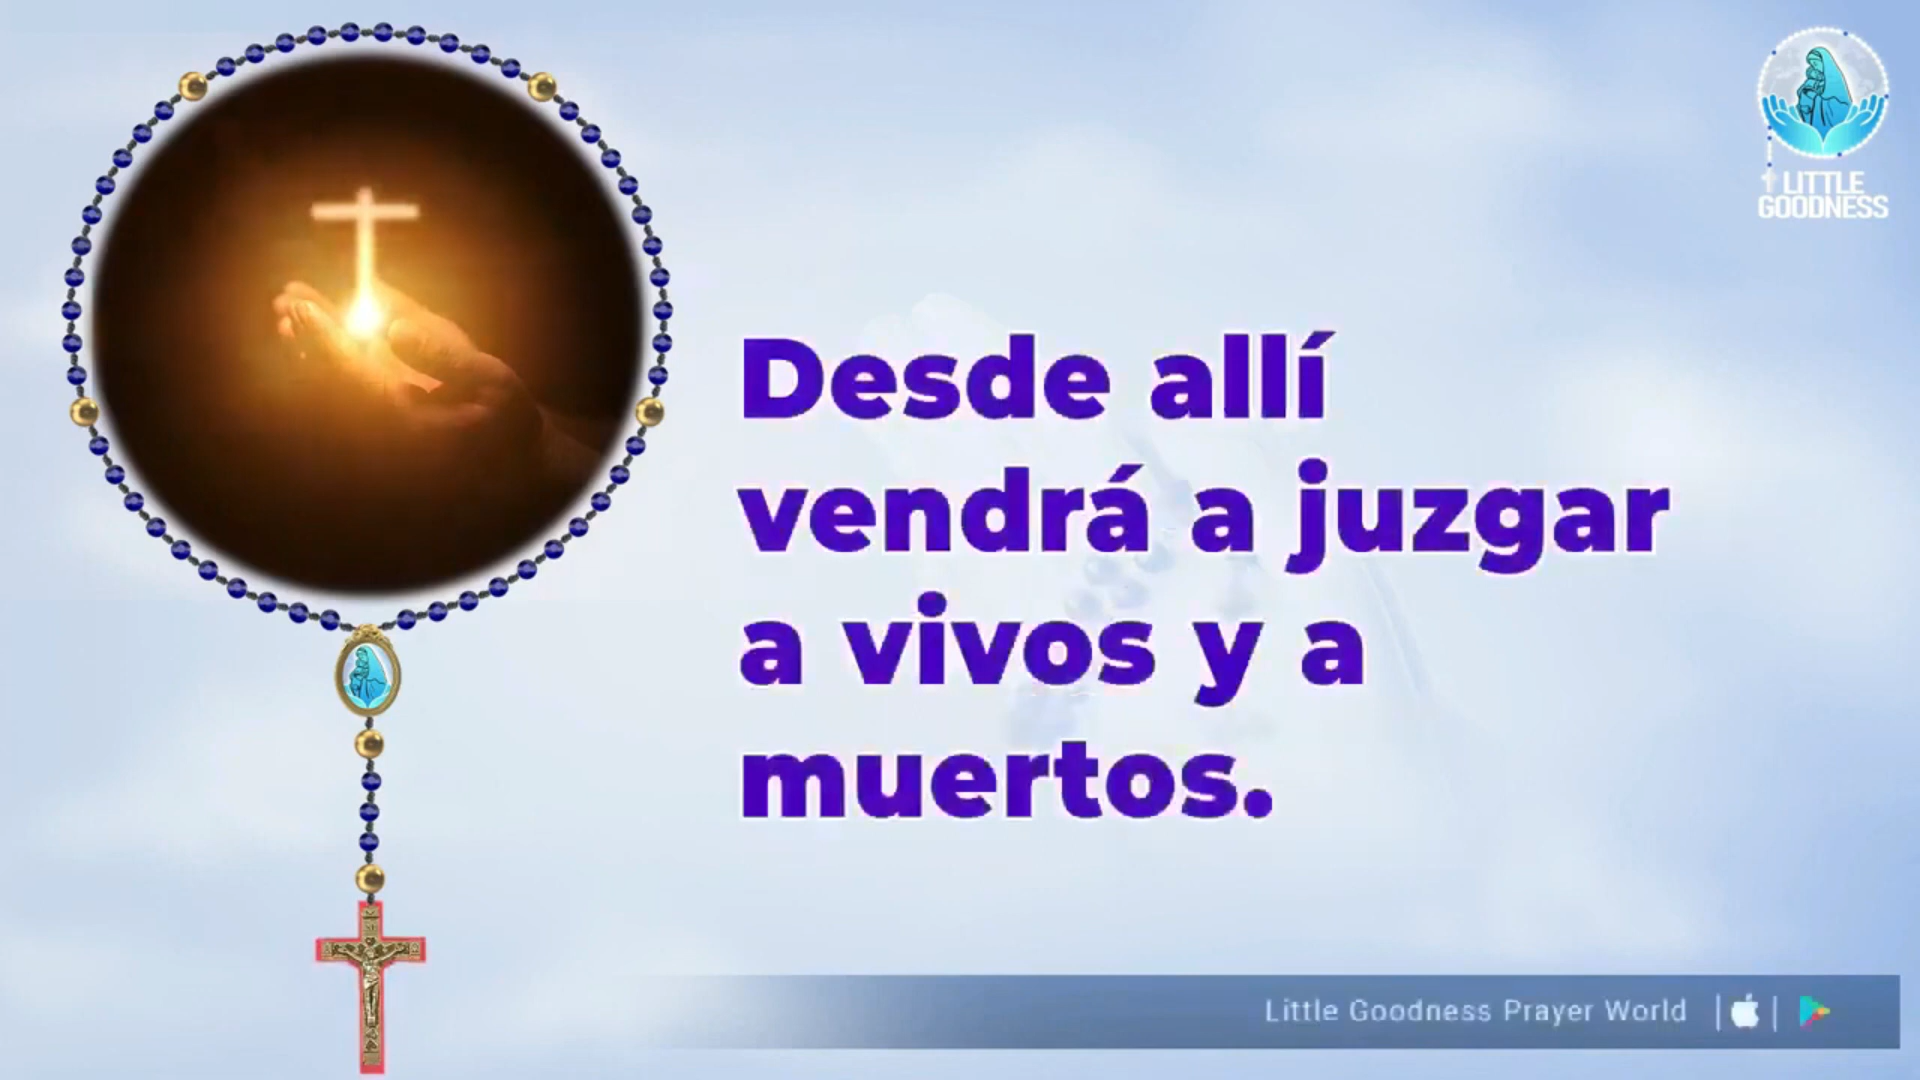 LITTLE
GOODNESS
Desde allí
vendrá a juzgar
a vivos y a
muertos.
Little Goodness Prayer World